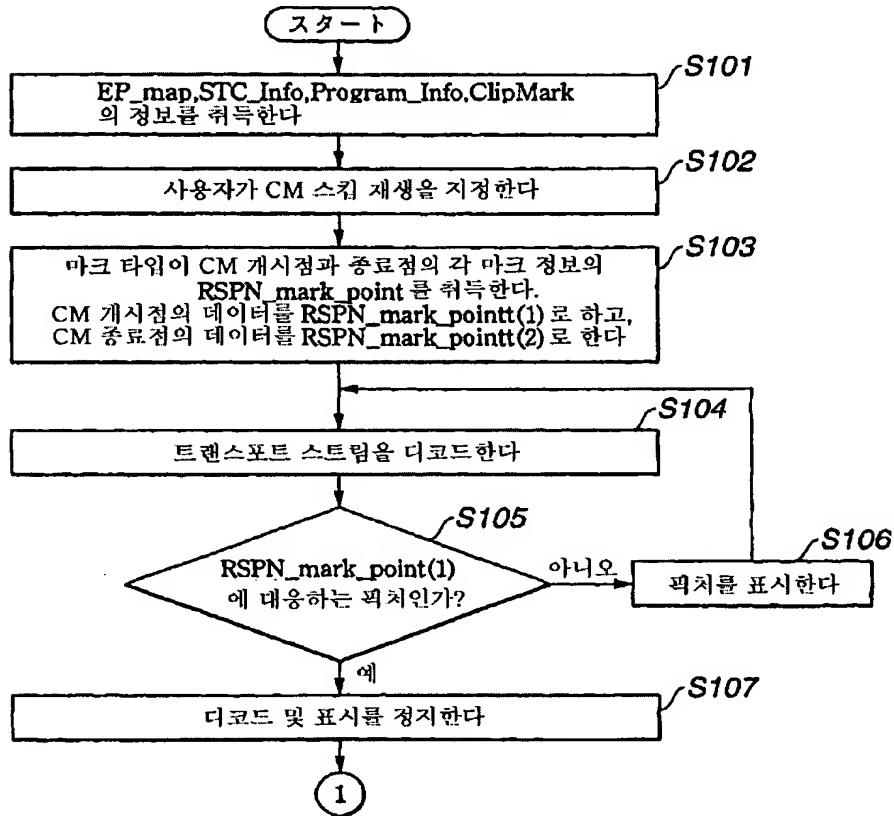 スタート
S101
EP_map,STC_Info,Program_Info,ClipMark
의 정보를 취득한다
S102
사용자가 CM 스킵 재생을 지정한다
S103
마크 타입이 CM 개시점과 종료점의 각 마크 정보의
RSPN_mark_point 를 취득한다.
CM 개시점의 데이터를 RSPN_mark_pointt(1) 로 하고,
CM 종료점의 데이터를 RSPN_mark_pointt(2) 로 한다
S104
트랜스포트 스트림을 디코드한다
S105
RSPN_mark_point(1)
에 대응하는 픽처인가?
아니오
S106
픽처를 표시한다
예
S107
디코드 및 표시를 정지한다
1